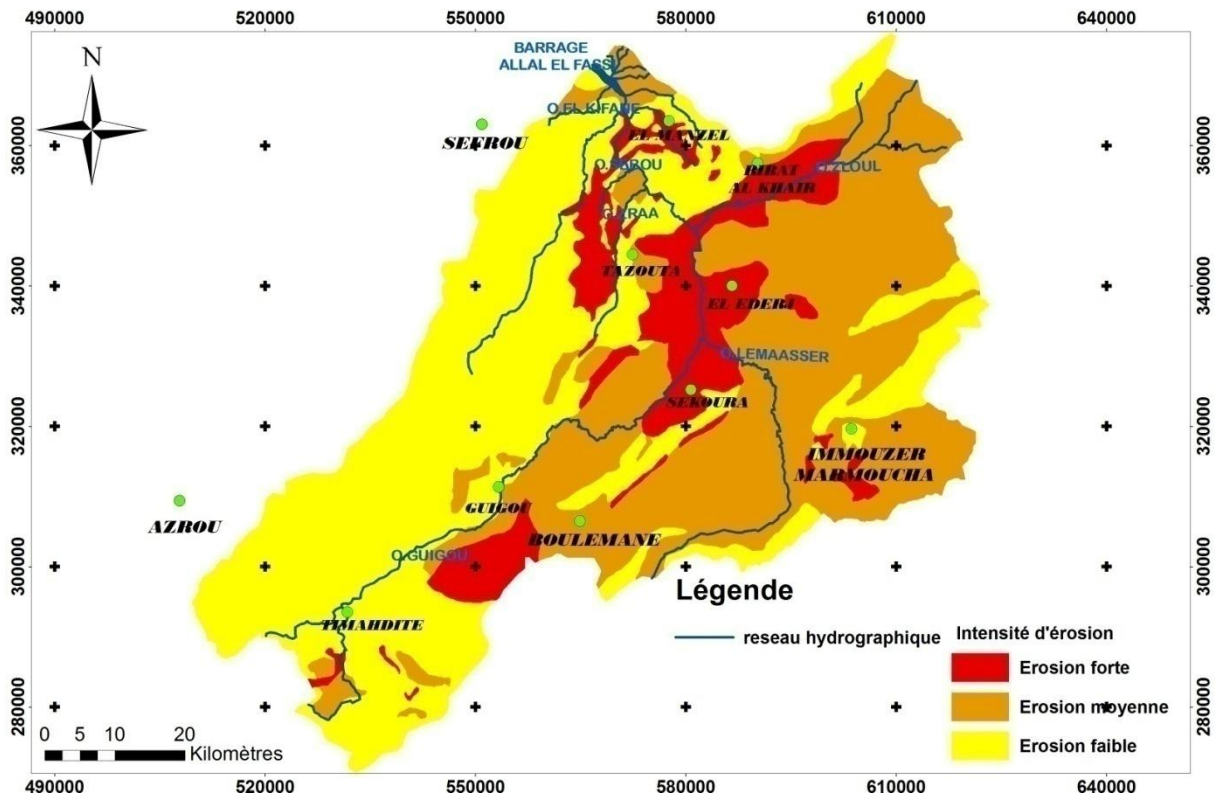 490000 520000 550000 580000 610000 640000
BARRAGE
ALLAL EL FASSI
N
O.EL KIFANE
SEFROU
EL MANZEL
360000
360000
O.SEBOU
RIBAT
AL KHAIR
O.ZLOUL
O.KRAA
TAZOUTA
340000
340000
EL EDERJ
O.LEMAASSER
SEKOURA
320000
320000
IMMOUZER
MARMOUCHA
GUIGOU
AZROU
BOULEMANE
O.GUIGOU
300000
300000
Légende
TIMAHDITE
reseau hydrographique
Intensité d'érosion
Erosion forte
280000
Erosion moyenne
280000
0 5 10 20
Kilomètres
Erosion faible
490000 520000 550000 580000 610000 640000